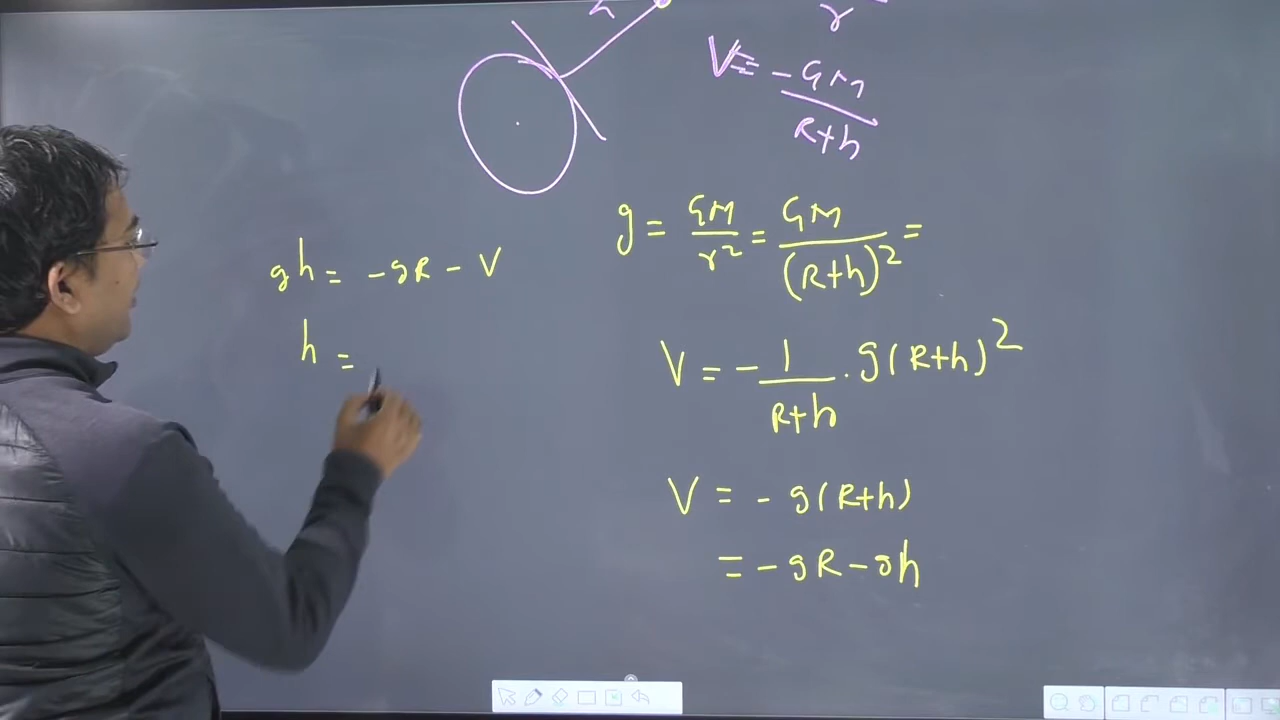 r
V = -GM/(R+h)
g = GM/r² = GM/(R+h)² =
gh = -gR - V
h =
V = -1/(R+h) . g(R+h)²
V = -g(R+h)
= -gR - gh